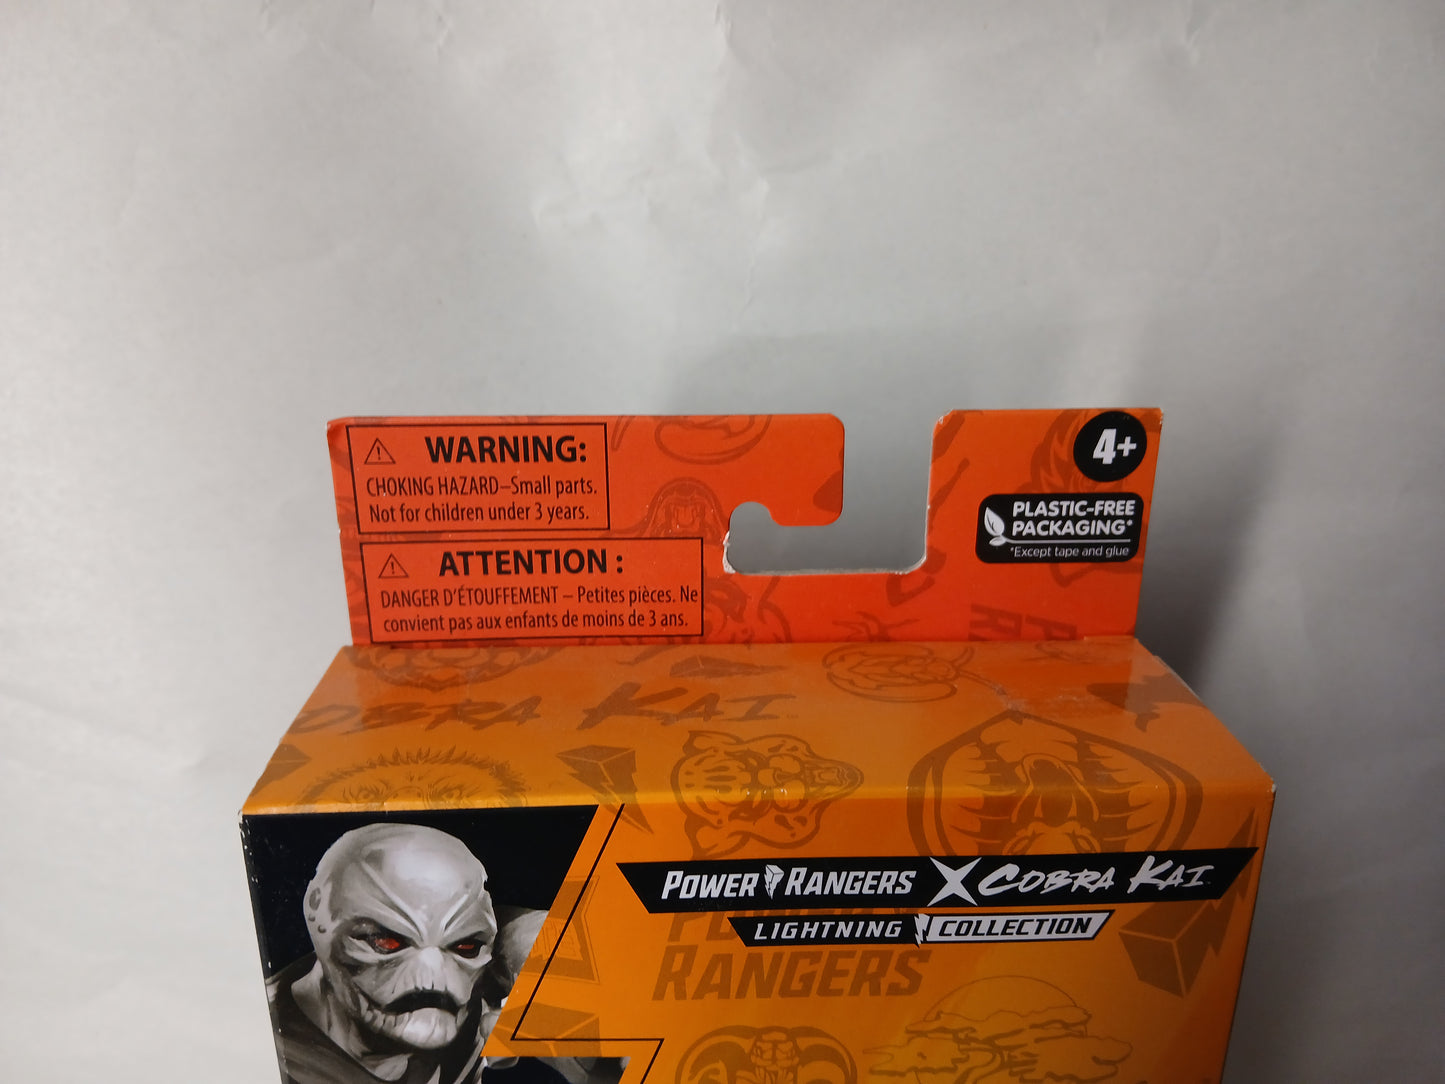 WARNING:
CHOKING HAZARD–Small parts.
Not for children under 3 years.
ATTENTION :
DANGER D'ÉTOUFFEMENT – Petites pièces. Ne
convient pas aux enfants de moins de 3 ans.
4+
PLASTIC-FREE
PACKAGING*
*Except tape and glue
COBRA KAI
POWER RANGERS X COBRA KAI
LIGHTNING COLLECTION
POWER
RANGERS